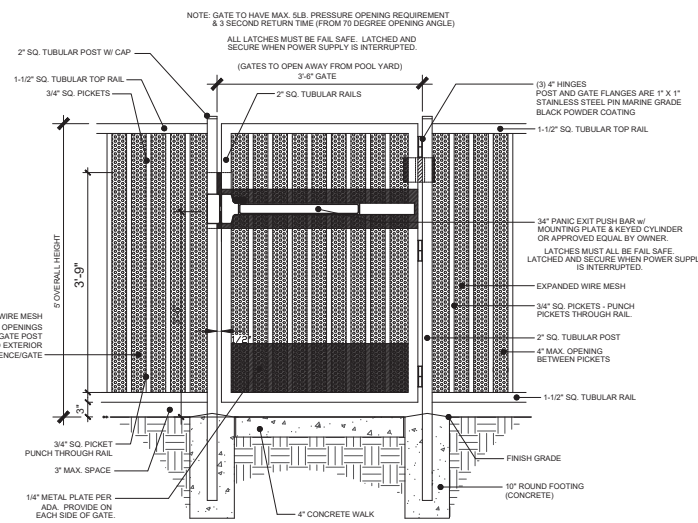 NOTE: GATE TO HAVE MAX. 5LB. PRESSURE OPENING REQUIREMENT
& 3 SECOND RETURN TIME (FROM 70 DEGREE OPENING ANGLE)
ALL LATCHES MUST BE FAIL SAFE. LATCHED AND
SECURE WHEN POWER SUPPLY IS INTERRUPTED.
(GATES TO OPEN AWAY FROM POOL YARD)
3'-6" GATE
2" SQ. TUBULAR POST W/ CAP
1-1/2" SQ. TUBULAR TOP RAIL
3/4" SQ. PICKETS
2" SQ. TUBULAR RAILS
(3) 4" HINGES
POST AND GATE FLANGES ARE 1" X 1"
STAINLESS STEEL PIN MARINE GRADE
BLACK POWDER COATING
1-1/2" SQ. TUBULAR TOP RAIL
34" PANIC EXIT PUSH BAR w/
MOUNTING PLATE & KEYED CYLINDER
OR APPROVED EQUAL BY OWNER.
LATCHES MUST ALL BE FAIL SAFE.
LATCHED AND SECURE WHEN POWER SUPPL
IS INTERRUPTED.
EXPANDED WIRE MESH
3/4" SQ. PICKETS - PUNCH
PICKETS THROUGH RAIL.
2" SQ. TUBULAR POST
4" MAX. OPENING
BETWEEN PICKETS
1-1/2" SQ. TUBULAR RAIL
FINISH GRADE
10" ROUND FOOTING
(CONCRETE)
5' OVERALL HEIGHT
3'-9"
3"
1/2"
WIRE MESH
OPENINGS
GATE POST
EXTERIOR
ENCE/GATE
3/4" SQ. PICKET
PUNCH THROUGH RAIL
3" MAX. SPACE
1/4" METAL PLATE PER
ADA. PROVIDE ON
EACH SIDE OF GATE.
4" CONCRETE WALK